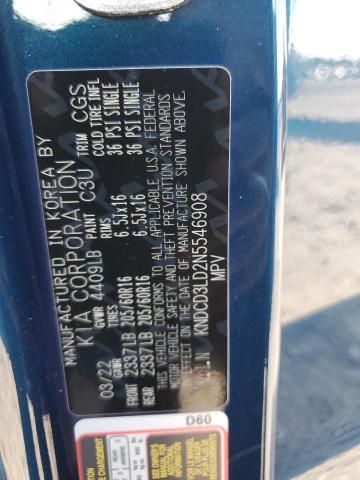 MANUFACTURED IN KOREA BY
KIA CORPORATION
03/22 GVWR 4409LB PAINT C3U TRIM CGS
GAWR TIRES RIMS COLD TIRE INFL
FRONT 2337LB 205/60R16 6.5Jx16 36 PSI SINGLE
REAR 2337LB 205/60R16 6.5Jx16 36 PSI SINGLE
THIS VEHICLE CONFORMS TO ALL APPLICABLE U.S.A. FEDERAL
MOTOR VEHICLE SAFETY AND THEFT PREVENTION STANDARDS
IN EFFECT ON THE DATE OF MANUFACTURE SHOWN ABOVE.
KNDCD3LD2N5546908
MPV
D60